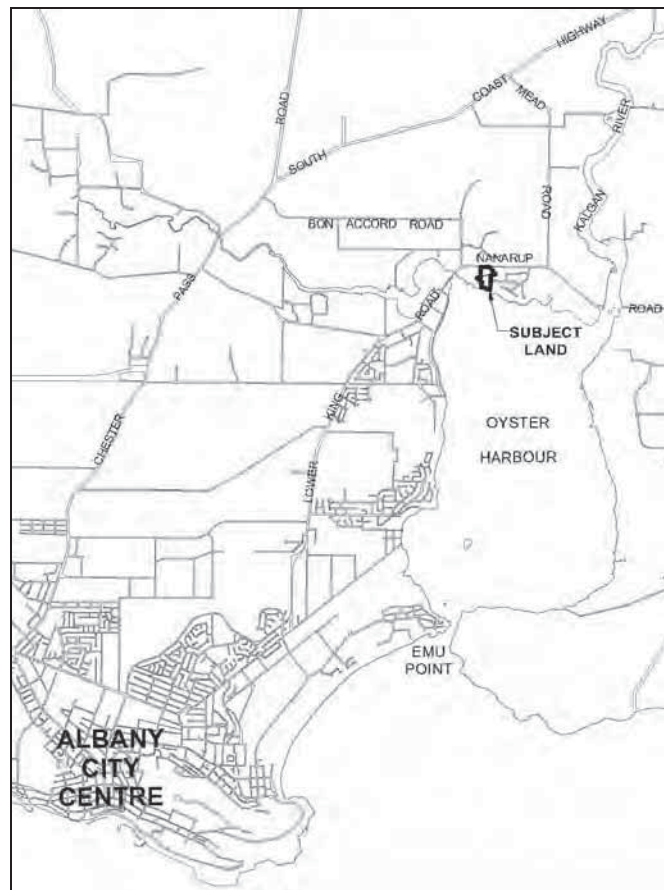 HIGHWAY
COAST
MEAD
ROAD
SOUTH
RIVER
KALGAN
ROAD
BON ACCORD ROAD
NANARUP
PASS
ROAD
ROAD
SUBJECT
LAND
KING
CHESTER
OYSTER
HARBOUR
LOWER
EMU
POINT
ALBANY
CITY
CENTRE